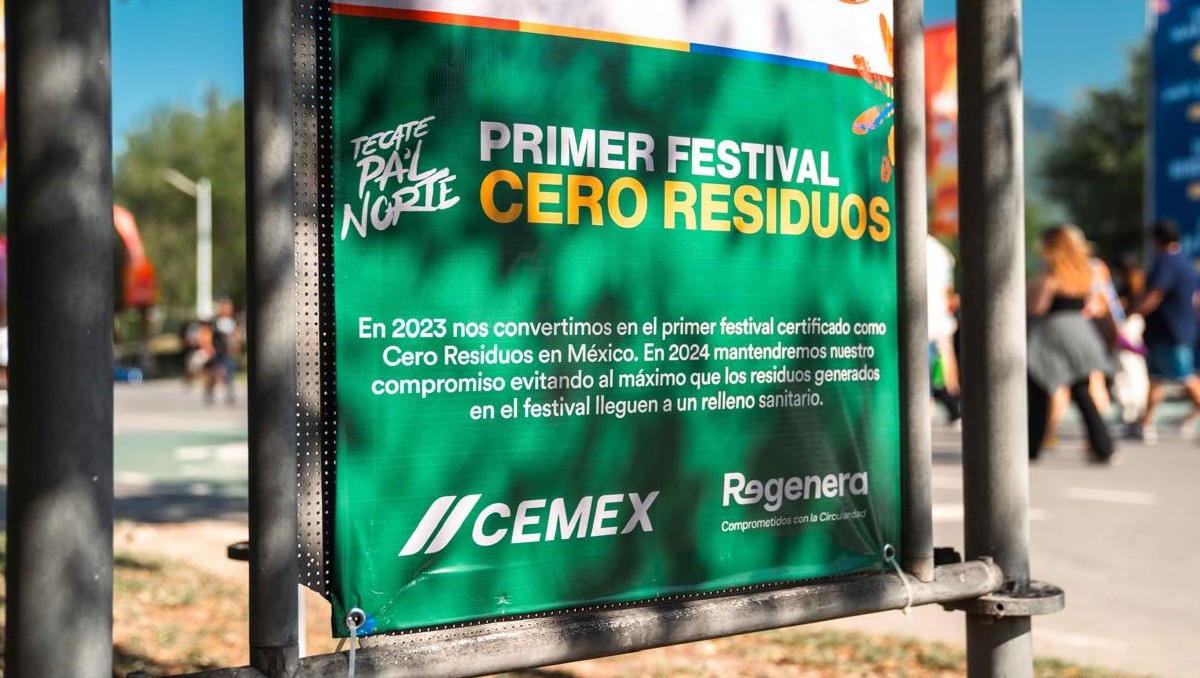 TECATE
PA'L
NORTE
PRIMER FESTIVAL
CERO RESIDUOS
En 2023 nos convertimos en el primer festival certificado como
Cero Residuos en México. En 2024 mantendremos nuestro
compromiso evitando al máximo que los residuos generados
en el festival lleguen a un relleno sanitario.
CEMEX
Regenera
Comprometidos con la Circularidad